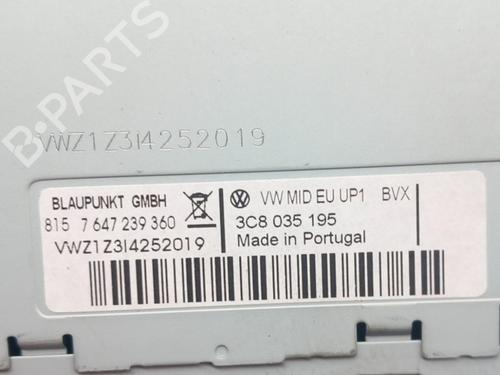 B-PARTS
VWZ1Z3I4252019
BLAUPUNKT GMBH
815 7 647 239 360
VWZ1Z3I4252019
VW MID EU UP1 BVX
3C8 035 195
Made in Portugal